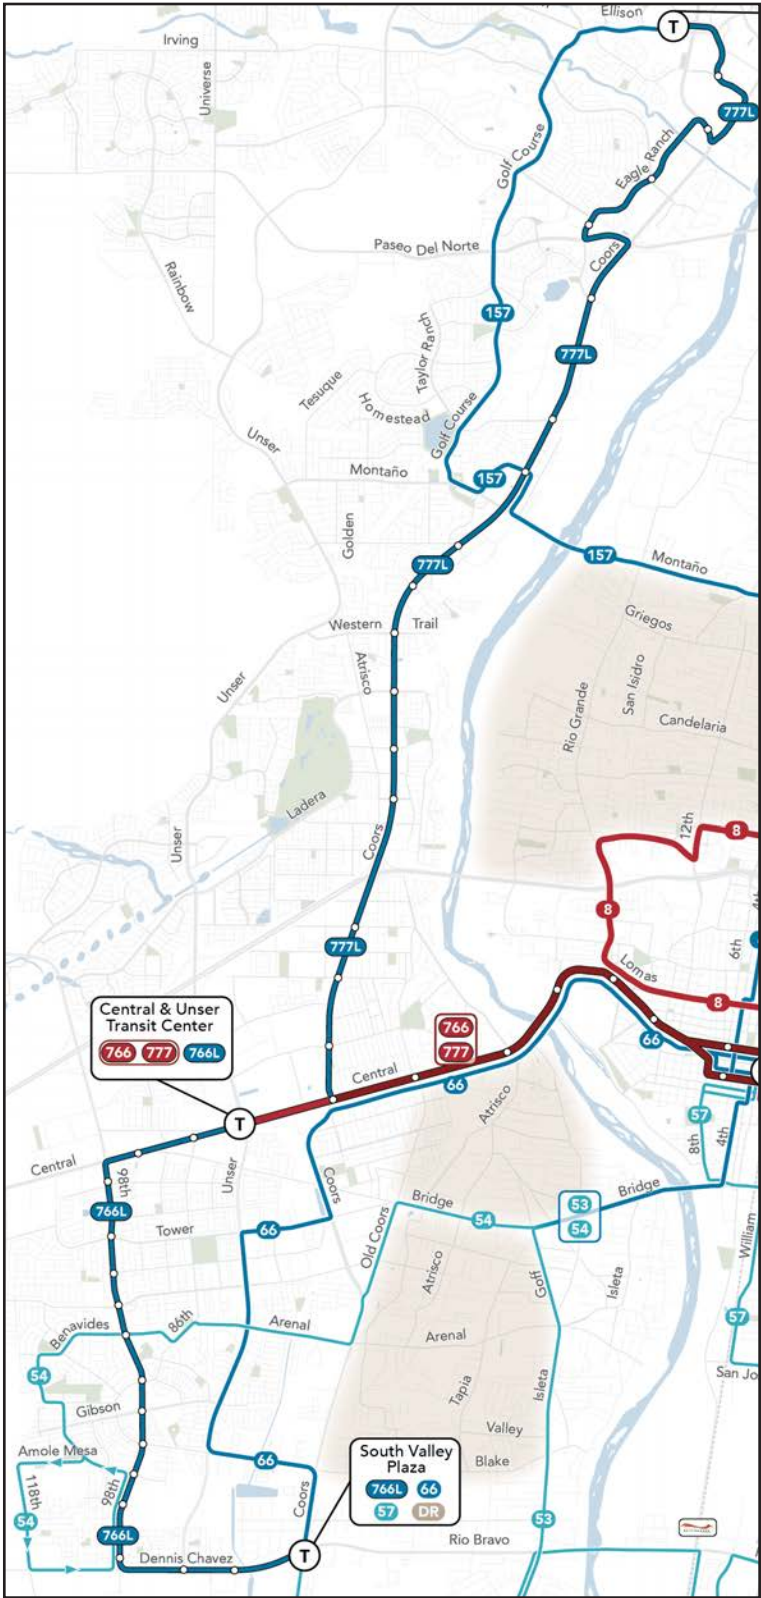 Ellison
T
Irving
Universe
777L
Golf Course
Eagle Ranch
Paseo Del Norte
Coors
Rainbow
157
Taylor Ranch
777L
Tesuque
Homestead
Golf Course
Unser
Montaño
157
Golden
157
Montaño
777L
Griegos
Western Trail
Atrisco
San Isidro
Unser
Rio Grande
Candelaria
Ladera
12th
8
Coors
Unser
8
6th
777L
Lomas
8
Central & Unser
Transit Center
766 777 766L
766
777
66
Central
66
Atrisco
T
57
8th
4th
Central
98th
Unser
Coors
Bridge
Bridge
766L
53
54
54
Tower
66
Old Coors
William
Atrisco
Goff
Isleta
Benavides
86th
Arenal
Arenal
57
54
San Jo
Tapia
Isleta
Gibson
Valley
Amole Mesa
66
South Valley
Plaza
766L 66
57 DR
Blake
118th
98th
Coors
54
766L
53
Rio Bravo
Dennis Chavez
T